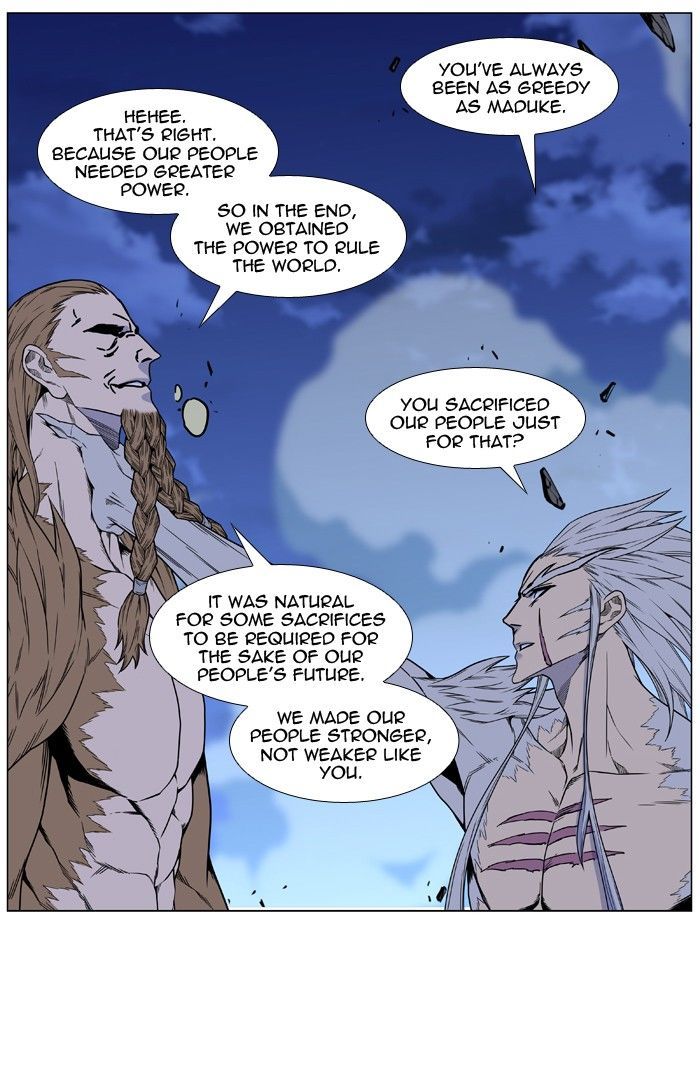 YOU'VE ALWAYS
BEEN AS GREEDY
AS MADUKE.
HEHEE.
THAT'S RIGHT.
BECAUSE OUR PEOPLE
NEEDED GREATER
POWER.
SO IN THE END,
WE OBTAINED
THE POWER TO RULE
THE WORLD.
YOU SACRIFICED
OUR PEOPLE JUST
FOR THAT?
IT WAS NATURAL
FOR SOME SACRIFICES
TO BE REQUIRED FOR
THE SAKE OF OUR
PEOPLE'S FUTURE.
WE MADE OUR
PEOPLE STRONGER,
NOT WEAKER LIKE
YOU.